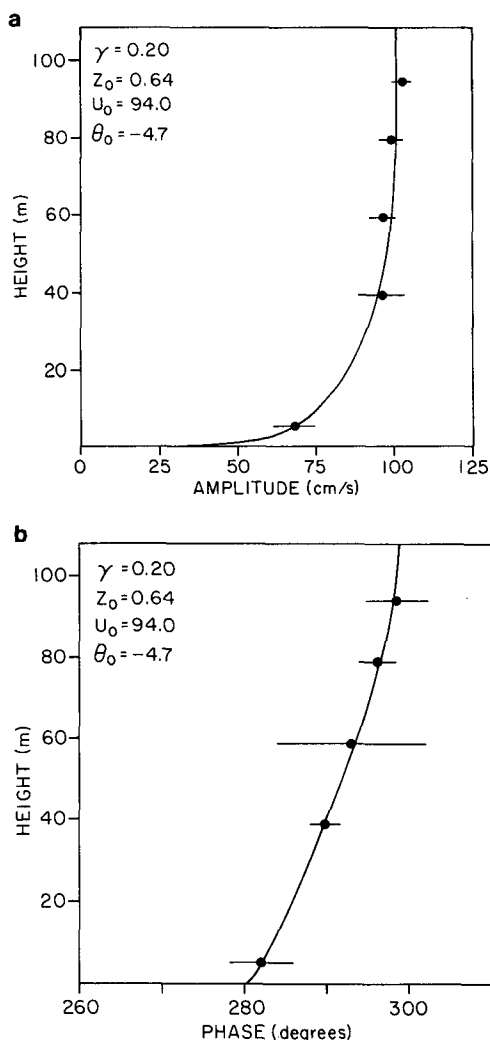 a
γ = 0.20
Z₀ = 0.64
U₀ = 94.0
θ₀ = -4.7
HEIGHT (m)
100
80
60
40
20
0
25
50
75
100
125
AMPLITUDE (cm/s)
b
γ = 0.20
Z₀ = 0.64
U₀ = 94.0
θ₀ = -4.7
HEIGHT (m)
100
80
60
40
20
260
280
300
PHASE (degrees)